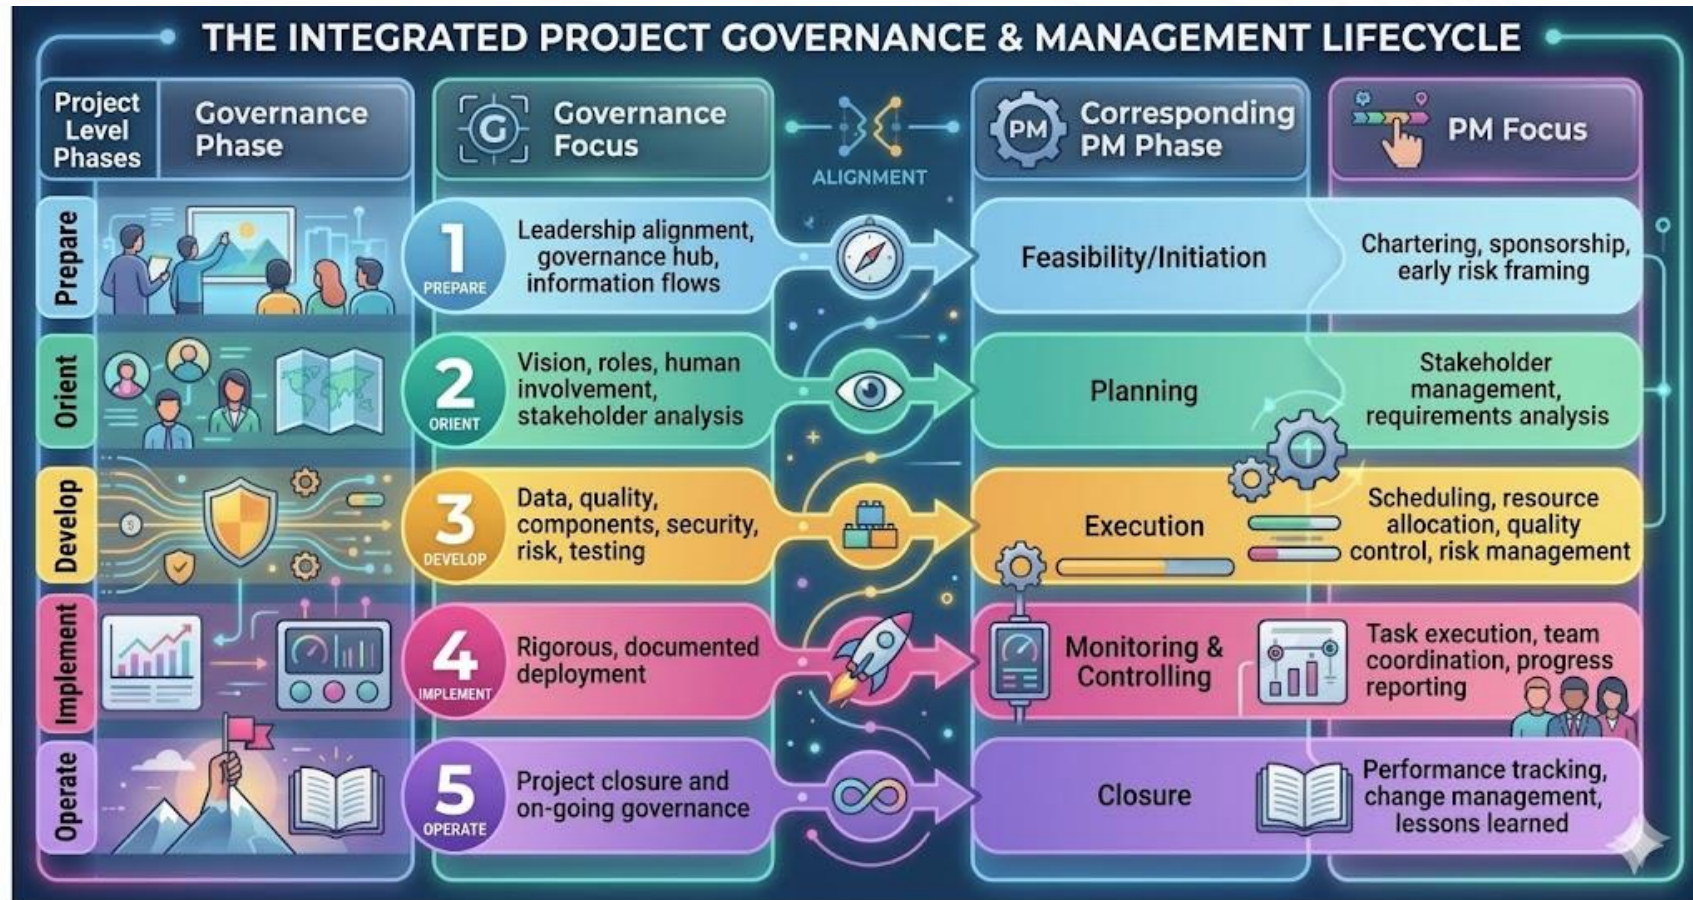 THE INTEGRATED PROJECT GOVERNANCE & MANAGEMENT LIFECYCLE
Project
Level
Phases
Governance
Phase
G
Governance
Focus
ALIGNMENT
PM
Corresponding
PM Phase
PM Focus
Prepare
1
PREPARE
Leadership alignment,
governance hub,
information flows
Feasibility/Initiation
Chartering, sponsorship,
early risk framing
Orient
2
ORIENT
Vision, roles, human
involvement,
stakeholder analysis
Planning
Stakeholder
management,
requirements analysis
Develop
3
DEVELOP
Data, quality,
components, security,
risk, testing
Execution
Scheduling, resource
allocation, quality
control, risk management
Implement
4
IMPLEMENT
Rigorous, documented
deployment
Monitoring &
Controlling
Task execution, team
coordination, progress
reporting
Operate
5
OPERATE
Project closure and
on-going governance
Closure
Performance tracking,
change management,
lessons learned